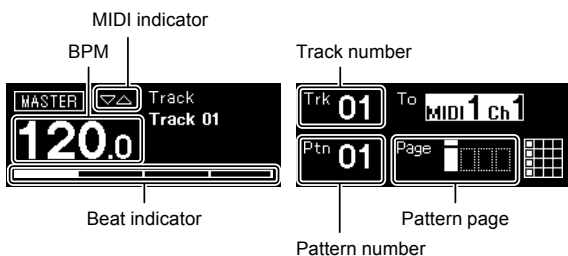 MIDI indicator
BPM
MASTER
Track
Track 01
120.0
Beat indicator
Track number
Trk 01
To MIDI 1 Ch 1
Ptn 01
Page
Pattern page
Pattern number